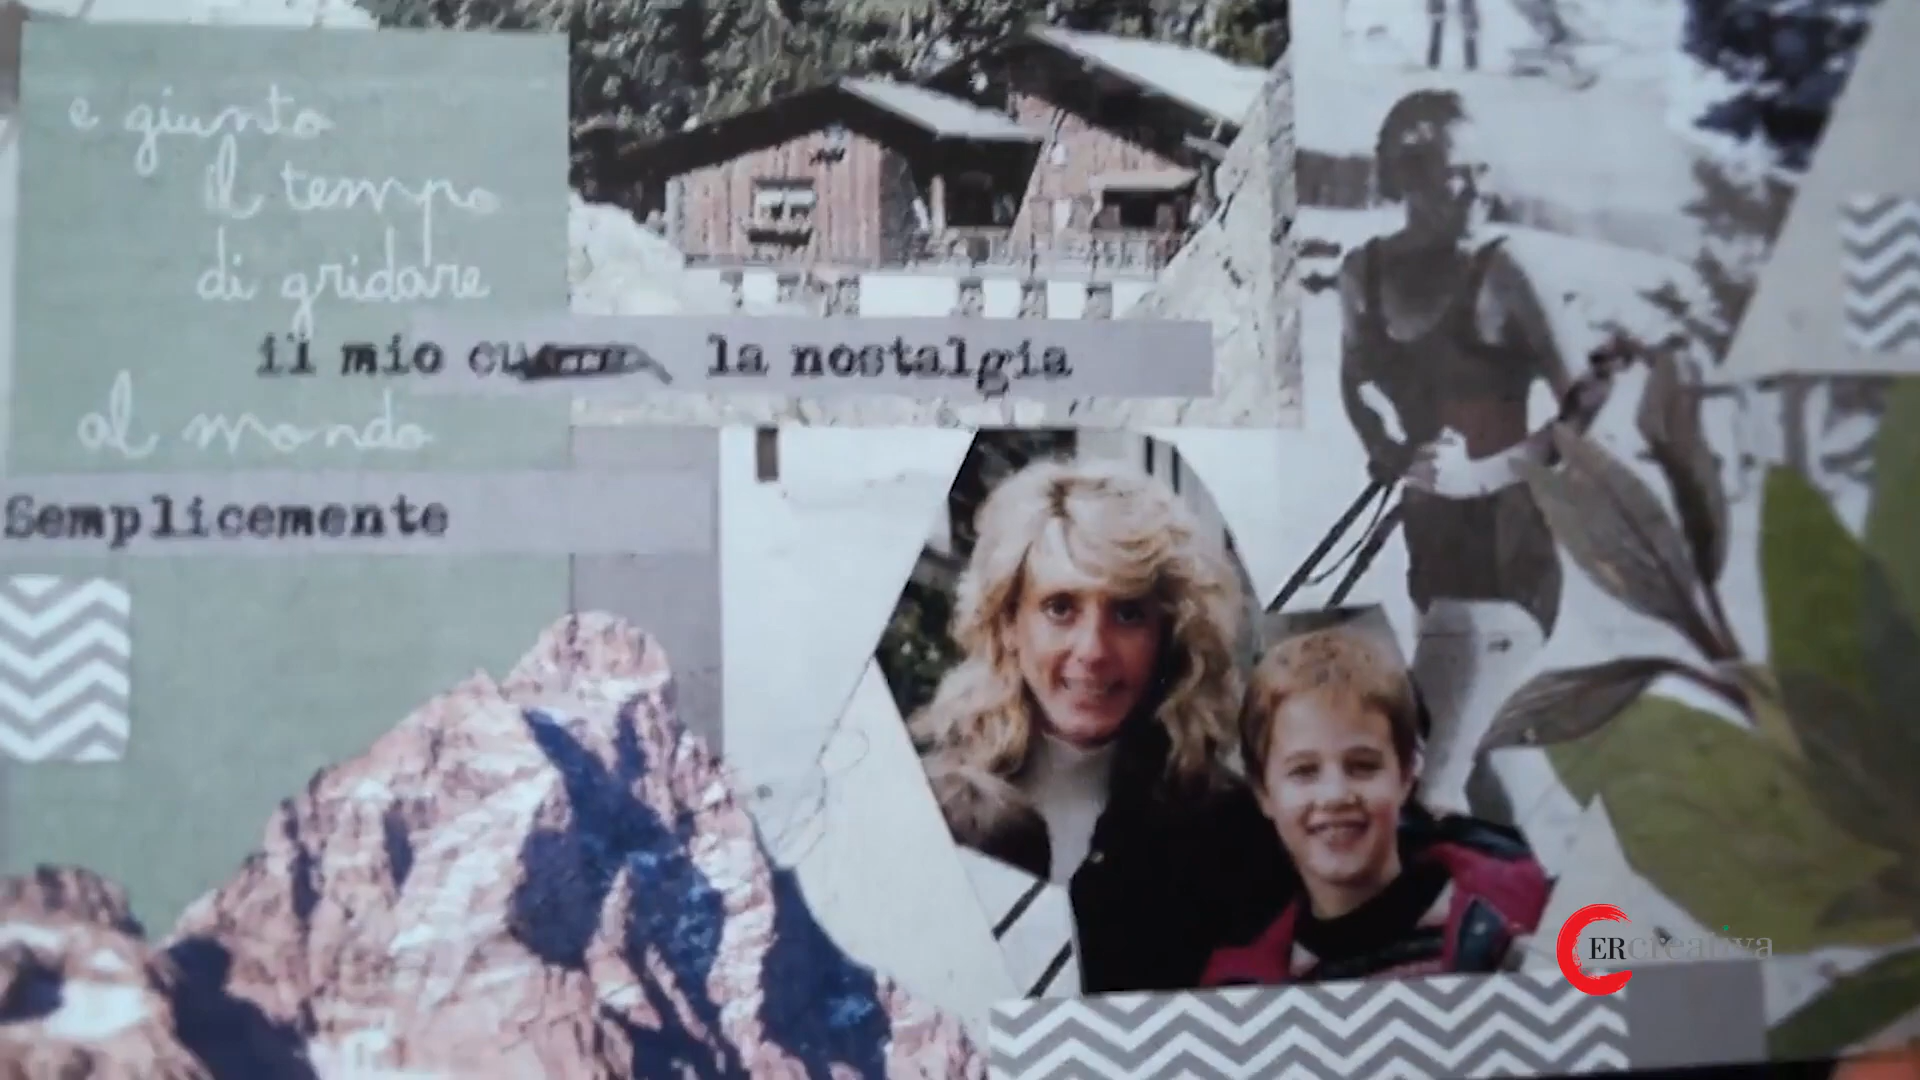 e giunto
il tempo
di gridare
il mio la nostalgia
al mondo
Semplicemente
ERcreativa